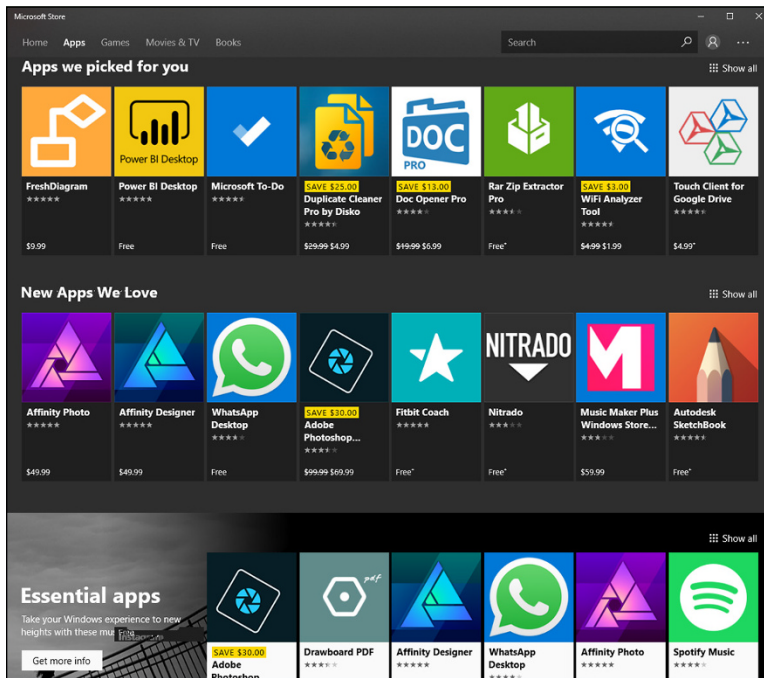 Microsoft Store
Home Apps Games Movies & TV Books Search
Apps we picked for you Show all
Power BI Desktop
DOC
PRO
FreshDiagram
$9.99
Power BI Desktop
Free
Microsoft To-Do
Free
SAVE $25.00
Duplicate Cleaner
Pro by Disko
$29.99 $4.99
SAVE $13.00
Doc Opener Pro
$19.99 $6.99
Rar Zip Extractor
Pro
Free*
SAVE $3.00
WiFi Analyzer
Tool
$4.99 $1.99
Touch Client for
Google Drive
$4.99*
New Apps We Love Show all
NITRADO
Affinity Photo
$49.99
Affinity Designer
$49.99
WhatsApp
Desktop
Free
SAVE $30.00
Adobe
Photoshop...
$99.99 $69.99
Fitbit Coach
Free*
Nitrado
Free*
Music Maker Plus
Windows Store...
$59.99
Autodesk
SketchBook
Free*
Show all
Essential apps
Take your Windows experience to new
heights with these
Get more info
pdf
SAVE $30.00
Adobe
Photoshop
Drawboard PDF
Affinity Designer
WhatsApp
Desktop
Affinity Photo
Spotify Music